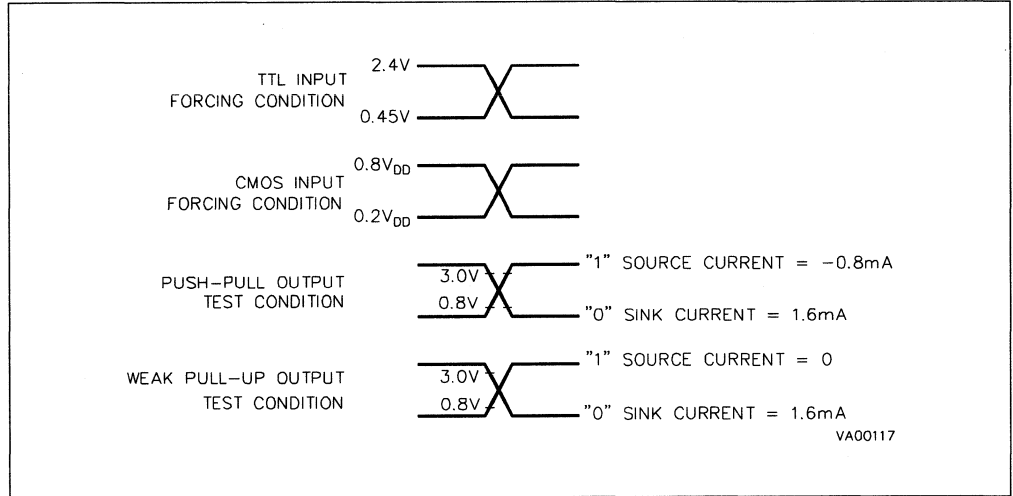 TTL INPUT
FORCING CONDITION
2.4V
0.45V
CMOS INPUT
FORCING CONDITION
0.8VDD
0.2VDD
PUSH-PULL OUTPUT
TEST CONDITION
3.0V
0.8V
"1" SOURCE CURRENT = -0.8mA
"0" SINK CURRENT = 1.6mA
WEAK PULL-UP OUTPUT
TEST CONDITION
3.0V
0.8V
"1" SOURCE CURRENT = 0
"0" SINK CURRENT = 1.6mA
VA00117